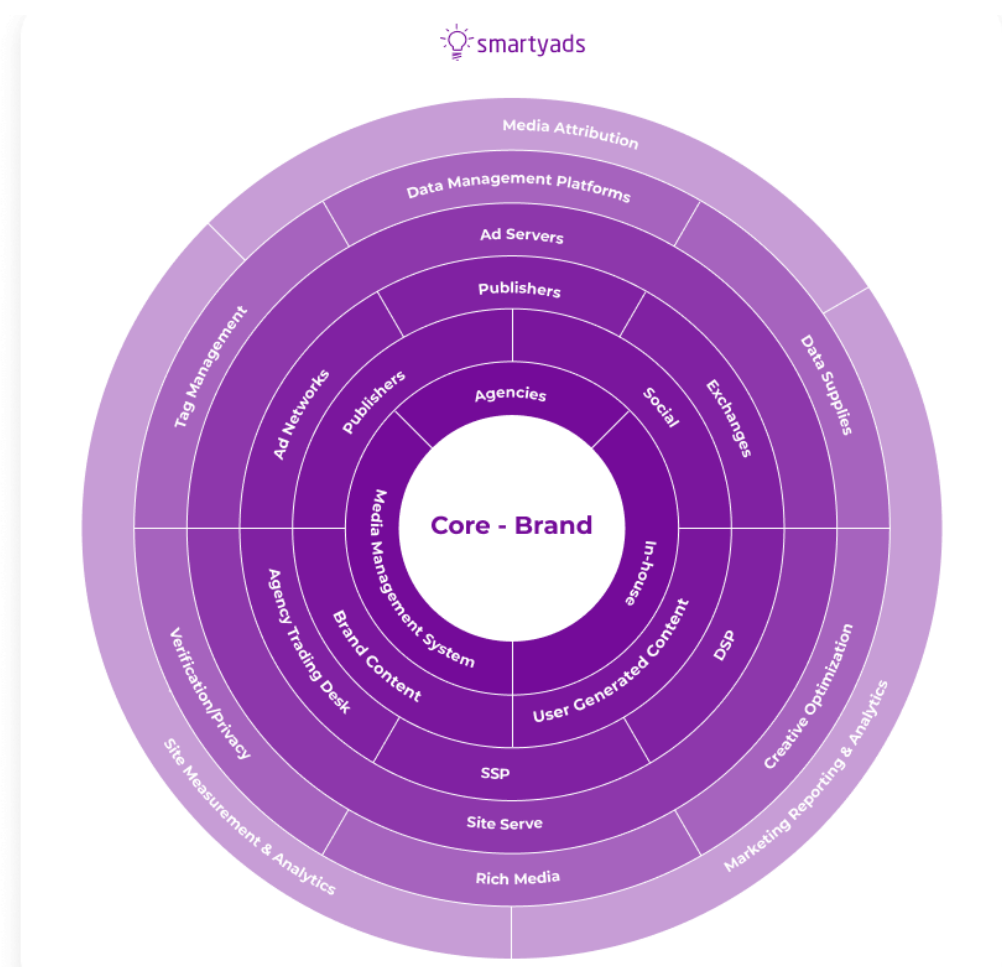 smartyads
Media Attribution
Data Management Platforms
Ad Servers
Publishers
Agencies
Publishers
Social
Ad Networks
Exchanges
Tag Management
Data Supplies
Core - Brand
Media Management System
In-house
Brand Content
User Generated Content
Agency Trading Desk
DSP
SSP
Verification/Privacy
Creative Optimization
Site Serve
Rich Media
Site Measurement & Analytics
Marketing Reporting & Analytics